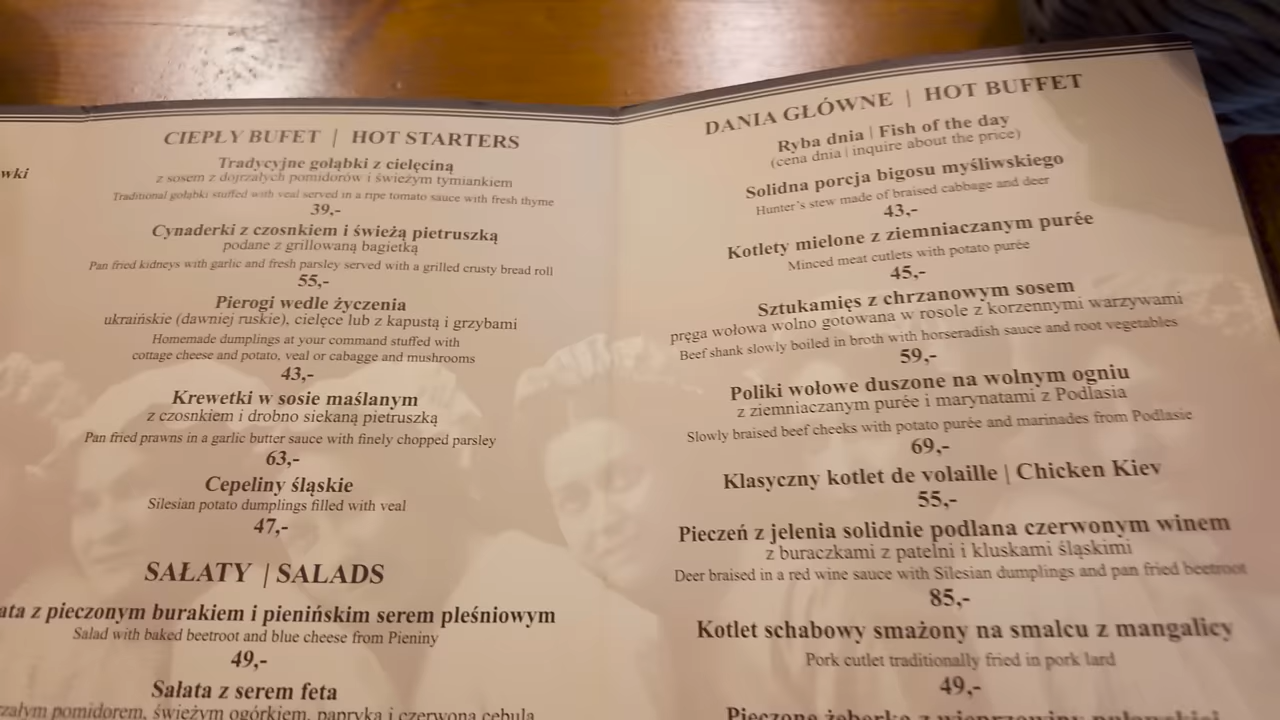 wki
CIEPŁY BUFET | HOT STARTERS
Tradycyjne gołąbki z cielęciną
z sosem z dojrzałych pomidorów i świeżym tymiankiem
Traditional gołąbki stuffed with veal served in a ripe tomato sauce with fresh thyme
39,-
Cynaderki z czosnkiem i świeżą pietruszką
podane z grillowaną bagietką
Pan fried kidneys with garlic and fresh parsley served with a grilled crusty bread roll
55,-
Pierogi wedle życzenia
ukraińskie (dawniej ruskie), cielęce lub z kapustą i grzybami
Homemade dumplings at your command stuffed with
cottage cheese and potato, veal or cabagge and mushrooms
43,-
Krewetki w sosie maślanym
z czosnkiem i drobno siekaną pietruszką
Pan fried prawns in a garlic butter sauce with finely chopped parsley
63,-
Cepeliny śląskie
Silesian potato dumplings filled with veal
47,-
SAŁATY | SALADS
ata z pieczonym burakiem i pienińskim serem pleśniowym
Salad with baked beetroot and blue cheese from Pieniny
49,-
Sałata z serem feta
rzałym pomidorem, świeżym ogórkiem, papryką i czerwoną cebulą
DANIA GŁÓWNE | HOT BUFFET
Ryba dnia | Fish of the day
(cena dnia | inquire about the price)
Solidna porcja bigosu myśliwskiego
Hunter's stew made of braised cabbage and deer
43,-
Kotlety mielone z ziemniaczanym purée
Minced meat cutlets with potato purée
45,-
Sztukamięs z chrzanowym sosem
pręga wołowa wolno gotowana w rosole z korzennymi warzywami
Beef shank slowly boiled in broth with horseradish sauce and root vegetables
59,-
Poliki wołowe duszone na wolnym ogniu
z ziemniaczanym purée i marynatami z Podlasia
Slowly braised beef cheeks with potato purée and marinades from Podlasie
69,-
Klasyczny kotlet de volaille | Chicken Kiev
55,-
Pieczeń z jelenia solidnie podlana czerwonym winem
z buraczkami z patelni i kluskami śląskimi
Deer braised in a red wine sauce with Silesian dumplings and pan fried beetroot
85,-
Kotlet schabowy smażony na smalcu z mangalicy
Pork cutlet traditionally fried in pork lard
49,-